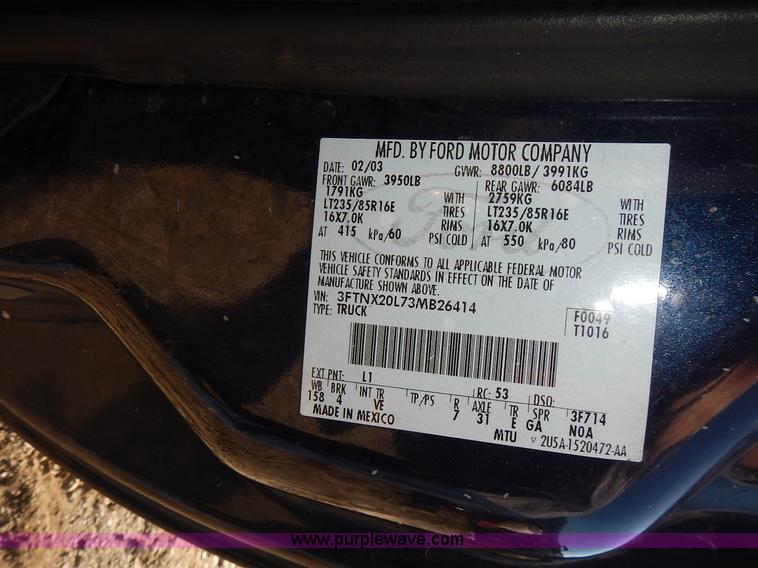 MFD. BY FORD MOTOR COMPANY
DATE: 02/03 GVWR: 8800LB/ 3991KG
FRONT GAWR: 3950LB REAR GAWR: 6084LB
1791KG WITH 2759KG WITH
LT235/85R16E TIRES LT235/85R16E TIRES
16X7.0K RIMS 16X7.0K RIMS
AT 415 kPa/60 PSI COLD AT 550 kPa/80 PSI COLD
Ford
THIS VEHICLE CONFORMS TO ALL APPLICABLE FEDERAL MOTOR
VEHICLE SAFETY STANDARDS IN EFFECT ON THE DATE OF
MANUFACTURE SHOWN ABOVE.
VIN: 3FTNX20L73MB26414 F0049
TYPE: TRUCK T1016
EXT PNT: L1 RC: 53 DSO:
WB BRK INT TR TP/PS R AXLE TR SPR 3F714
158 4 VE 7 31 E GA N0A
MADE IN MEXICO MTU ▽ 2U5A-1520472-AA
www.purplewave.com